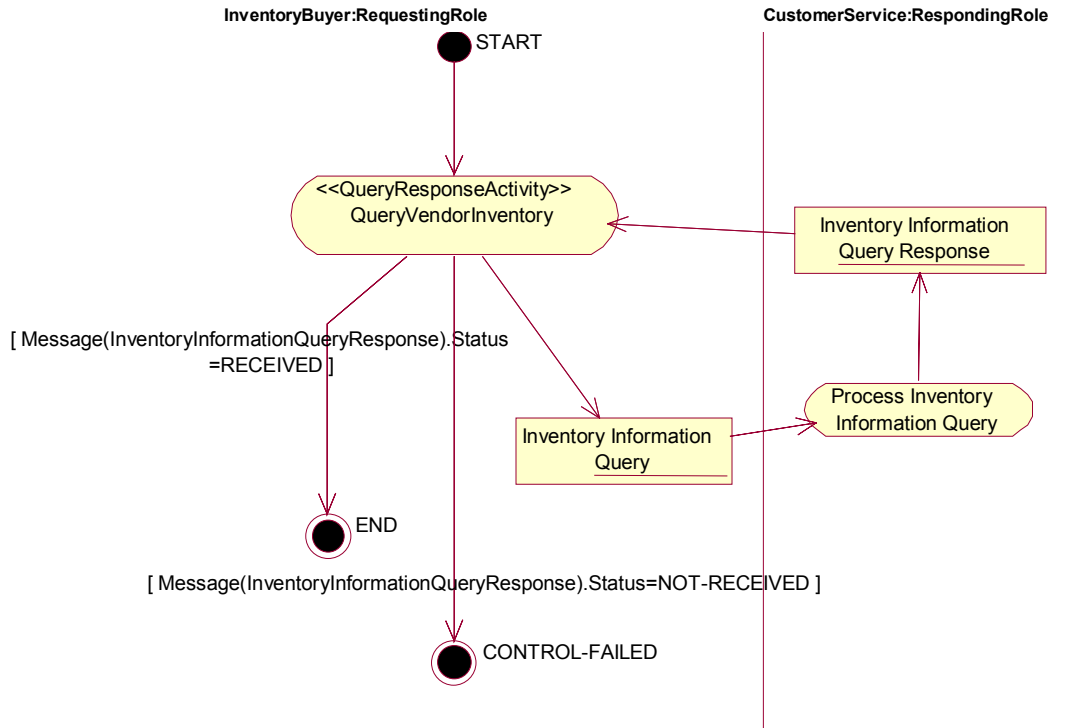 InventoryBuyer:RequestingRole
CustomerService:RespondingRole
START
<<QueryResponseActivity>>
QueryVendorInventory
Inventory Information
Query Response
[ Message(InventoryInformationQueryResponse).Status
=RECEIVED ]
Process Inventory
Information Query
Inventory Information
Query
END
[ Message(InventoryInformationQueryResponse).Status=NOT-RECEIVED ]
CONTROL-FAILED